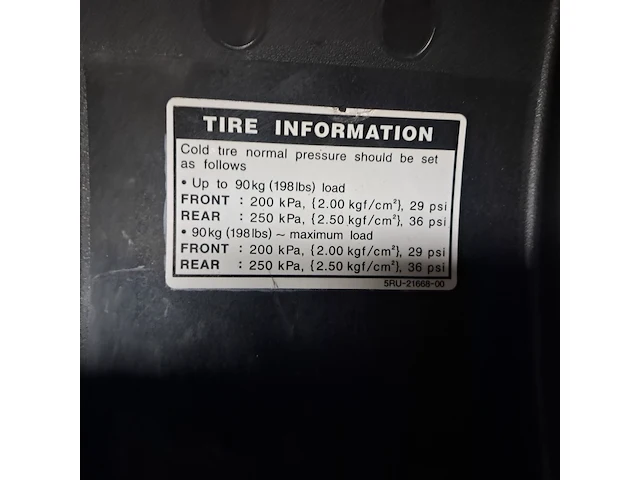 TIRE INFORMATION
Cold tire normal pressure should be set
as follows
• Up to 90kg (198lbs) load
FRONT : 200 kPa, {2.00 kgf/cm²}, 29 psi
REAR : 250 kPa, {2.50 kgf/cm²}, 36 psi
• 90kg (198lbs) ~ maximum load
FRONT : 200 kPa, {2.00 kgf/cm²}, 29 psi
REAR : 250 kPa, {2.50 kgf/cm²}, 36 psi
5RU-21668-00